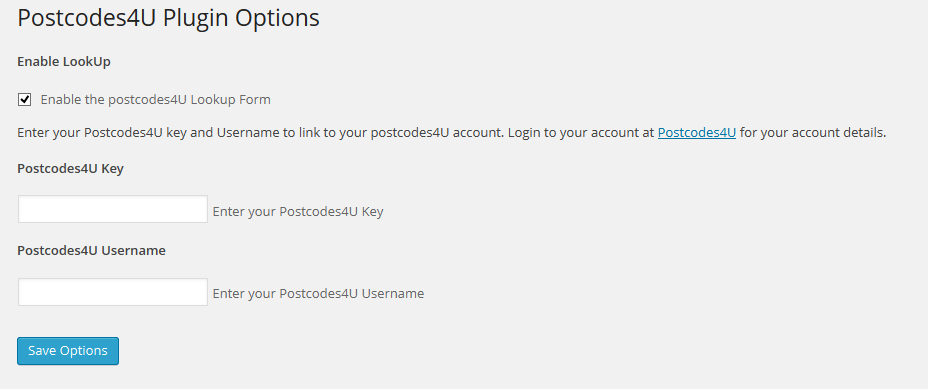 Postcodes4U Plugin Options
Enable LookUp
Enable the postcodes4U Lookup Form
Enter your Postcodes4U key and Username to link to your postcodes4U account. Login to your account at Postcodes4U for your account details.
Postcodes4U Key
Enter your Postcodes4U Key
Postcodes4U Username
Enter your Postcodes4U Username
Save Options